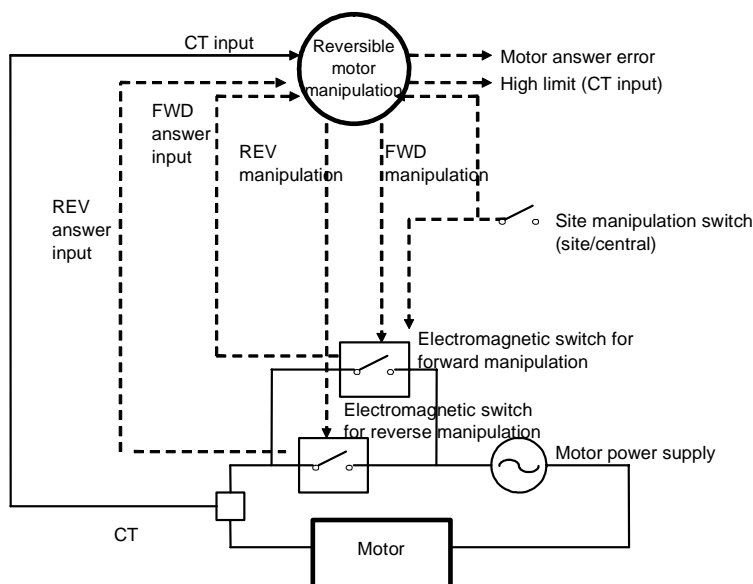 CT input
Reversible
motor
manipulation
Motor answer error
High limit (CT input)
FWD
answer
input
REV
manipulation
FWD
manipulation
REV
answer
input
Site manipulation switch
(site/central)
Electromagnetic switch for
forward manipulation
Electromagnetic switch
for reverse manipulation
Motor power supply
CT
Motor